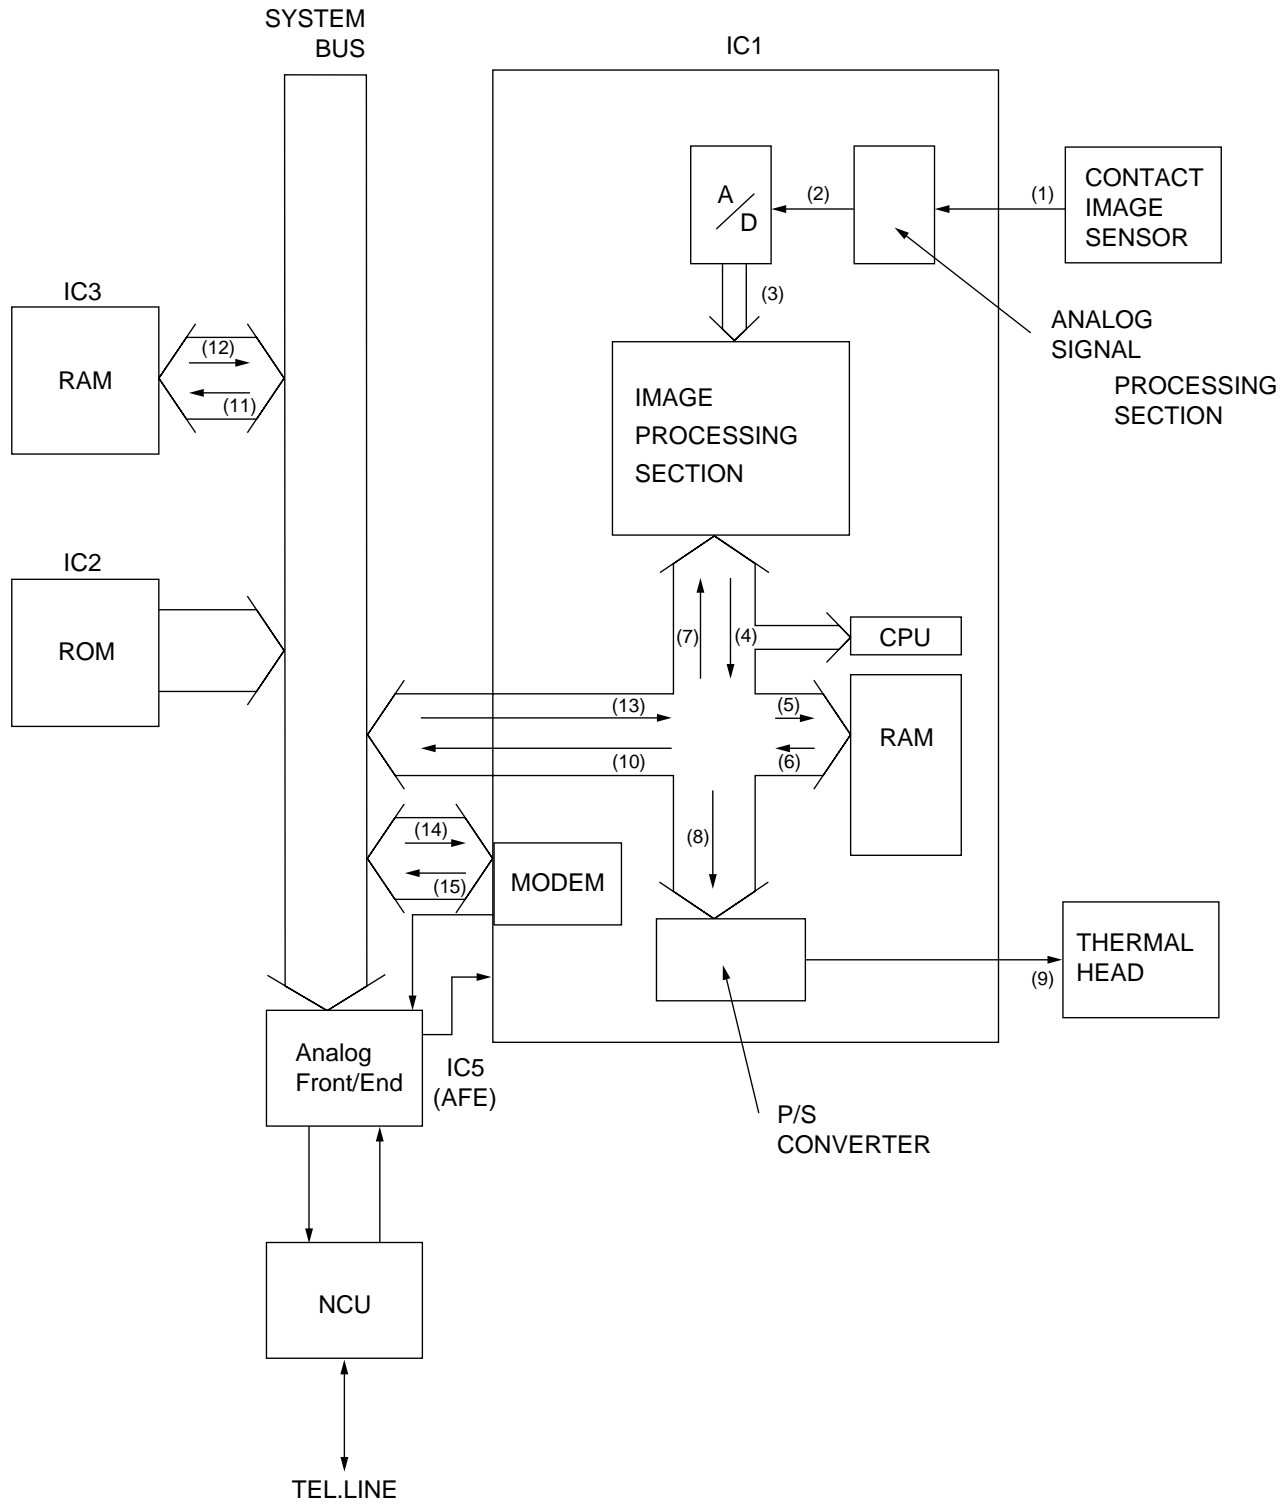 SYSTEM
BUS
IC1
A
D
(2)
(1)
CONTACT
IMAGE
SENSOR
(3)
ANALOG
SIGNAL
PROCESSING
SECTION
IC3
RAM
(12)
(11)
IMAGE
PROCESSING
SECTION
IC2
ROM
(7)
(4)
CPU
(13)
(5)
RAM
(10)
(6)
(14)
(15)
MODEM
(8)
THERMAL
HEAD
(9)
Analog
Front/End
IC5
(AFE)
P/S
CONVERTER
NCU
TEL.LINE